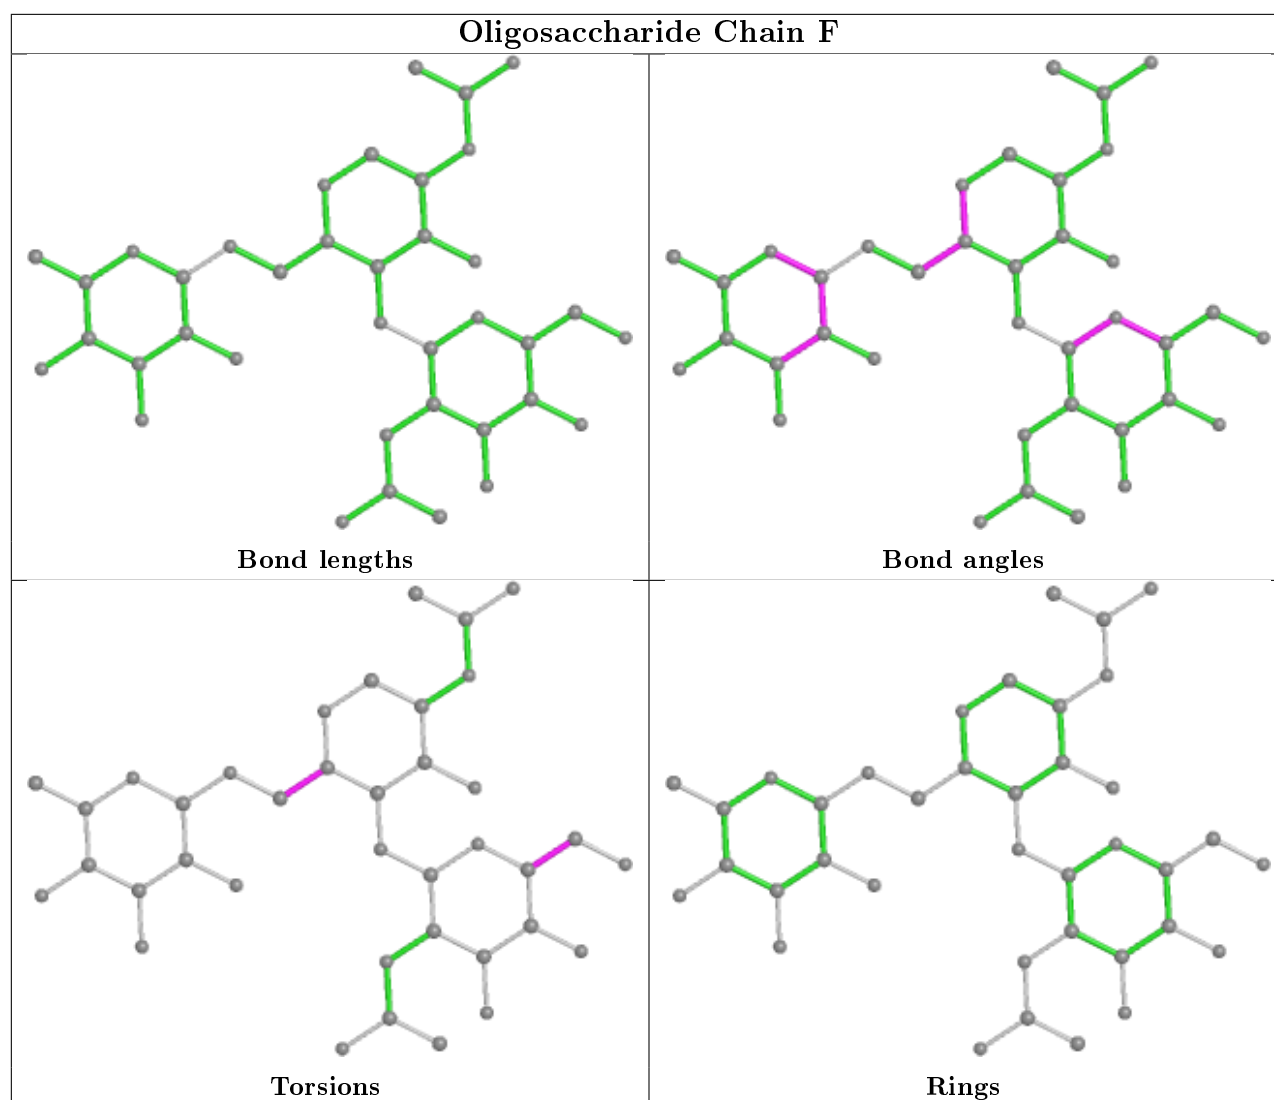 Oligosaccharide Chain F
Bond lengths
Bond angles
Torsions
Rings